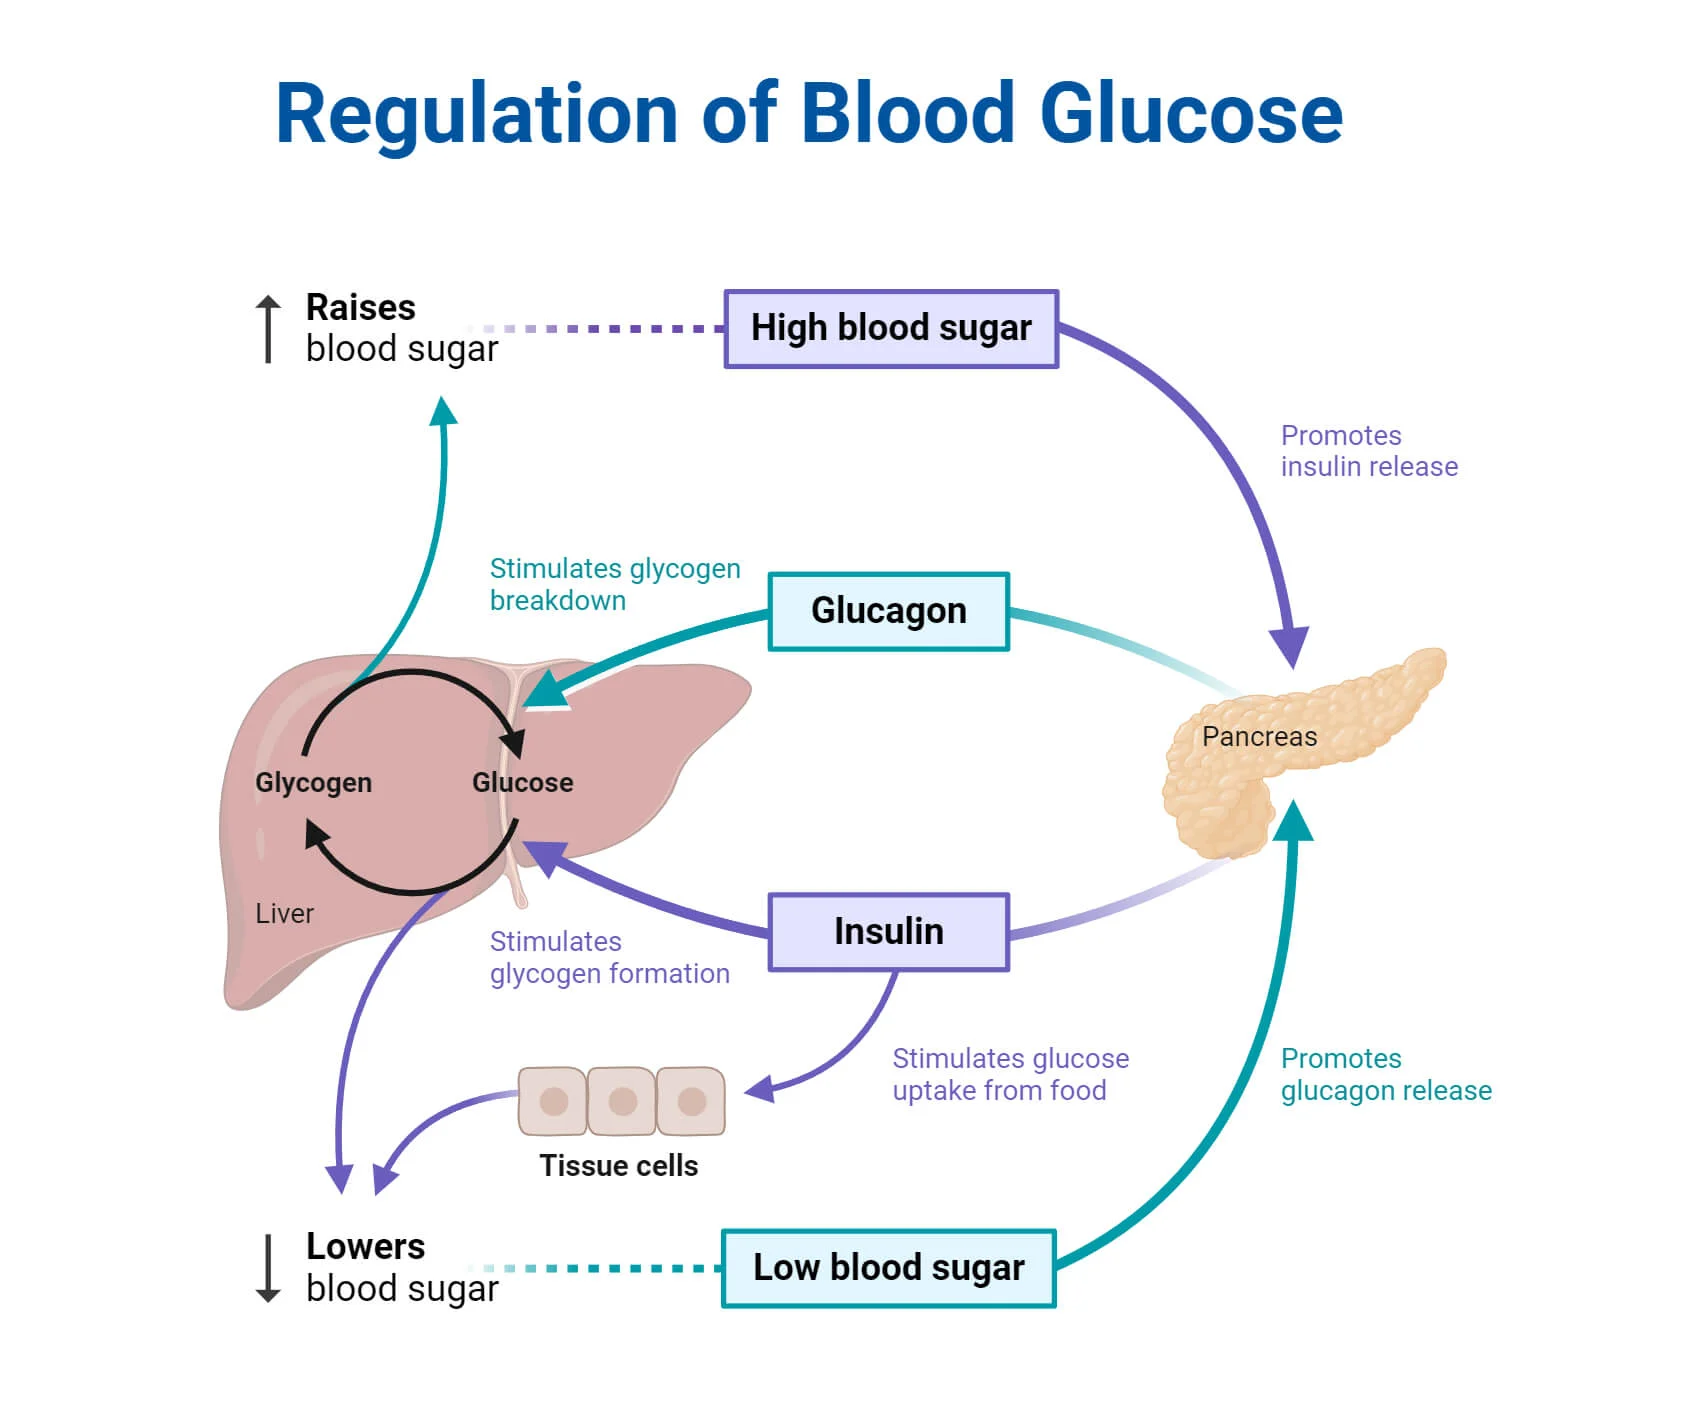 Regulation of Blood Glucose
Raises
blood sugar
High blood sugar
Promotes
insulin release
Stimulates glycogen
breakdown
Glucagon
Pancreas
Glycogen
Glucose
Liver
Insulin
Stimulates
glycogen formation
Stimulates glucose
uptake from food
Promotes
glucagon release
Tissue cells
Lowers
blood sugar
Low blood sugar